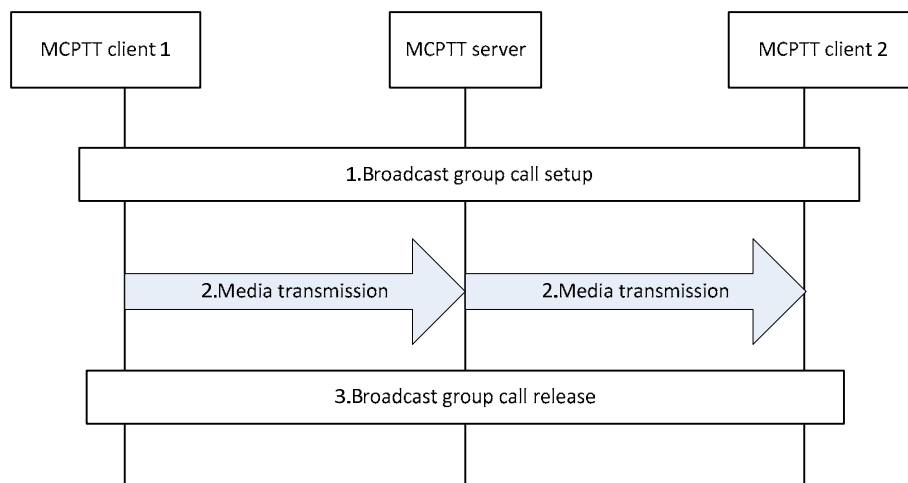 MCPTT client 1
MCPTT server
MCPTT client 2
1.Broadcast group call setup
2.Media transmission
2.Media transmission
3.Broadcast group call release